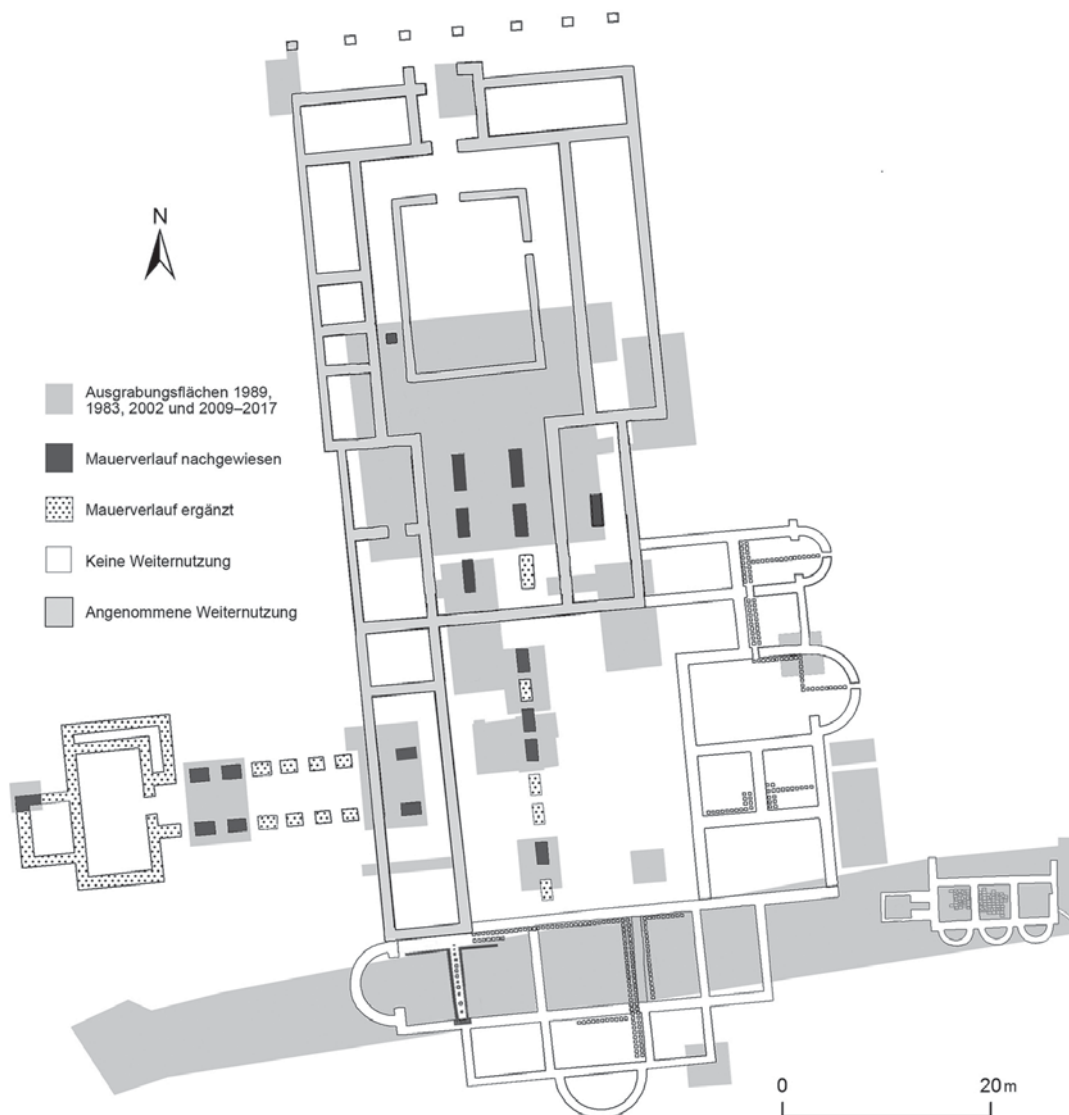 N
Ausgrabungsflächen 1989,
1983, 2002 und 2009–2017
Mauerverlauf nachgewiesen
Mauerverlauf ergänzt
Keine Weiternutzung
Angenommene Weiternutzung
0 20 m